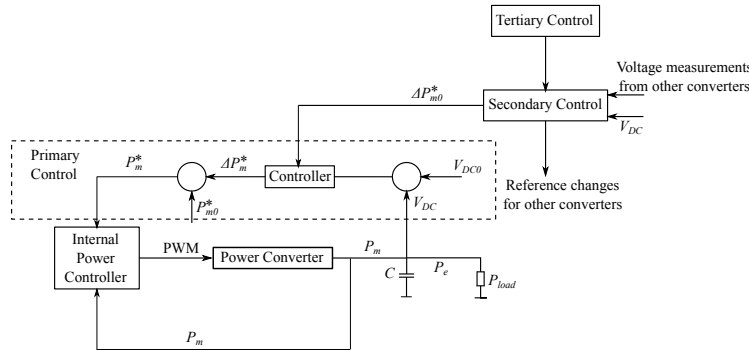 Tertiary Control
Voltage measurements
from other converters
ΔP*m0
Secondary Control
VDC
Primary
Control
P*m
ΔP*m
Controller
VDC0
Reference changes
for other converters
P*m0
VDC
Internal
Power
Controller
PWM
Power Converter
Pm
C
Pe
Pload
Pm